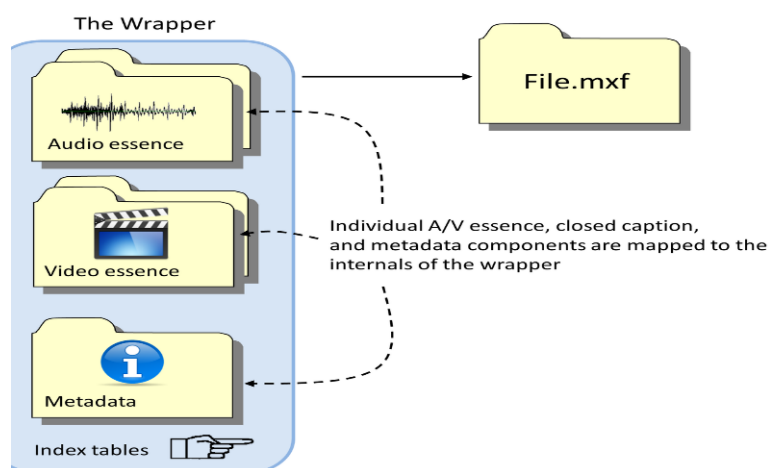 The Wrapper
File.mxf
Audio essence
Individual A/V essence, closed caption,
and metadata components are mapped to the
internals of the wrapper
Video essence
Metadata
Index tables